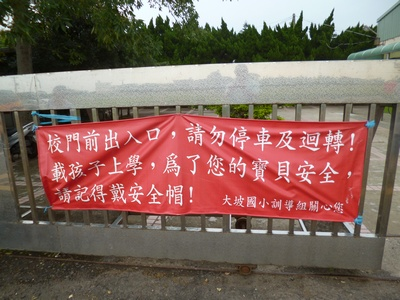 校門前出入口，請勿停車及迴轉！
載孩子上學，為了您的寶貝安全，
請記得戴安全帽！
大坡國小訓導組關心您